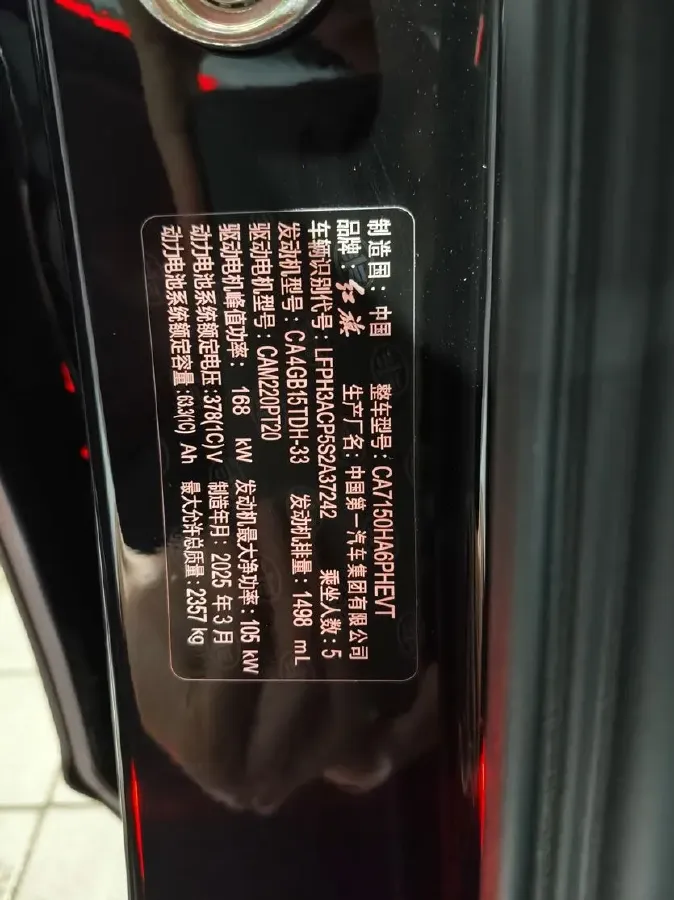 制造国：中国 整车型号：CA7150HA6PHEVT
品牌：红旗 生产厂名：中国第一汽车集团有限公司
车辆识别代号：LFPH3ACP5S2A37242 乘坐人数：5
发动机型号：CA4GB15TDH-33 发动机排量：1498 mL
驱动电机型号：CAM220PT20
驱动电机峰值功率：168 kW 发动机最大净功率：105 kW
动力电池系统额定电压：378(1C)V 制造年月：2025 年 3 月
动力电池系统额定容量：63.3(1C) Ah 最大允许总质量：2357 kg